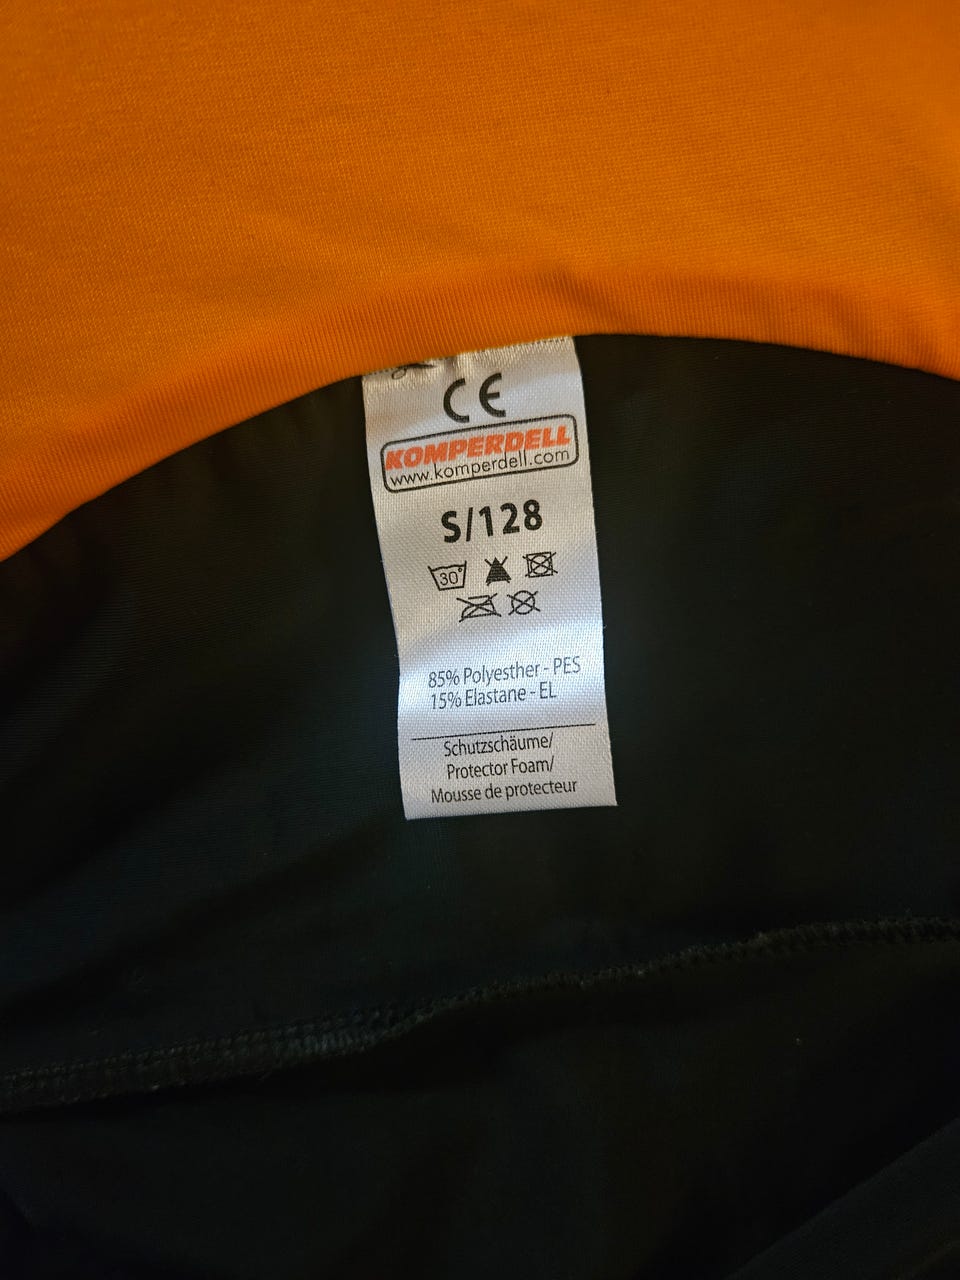 CE
KOMPERDELL
www.komperdell.com
S/128
30°
85% Polyesther - PES
15% Elastane - EL
Schutzschäume/
Protector Foam/
Mousse de protecteur